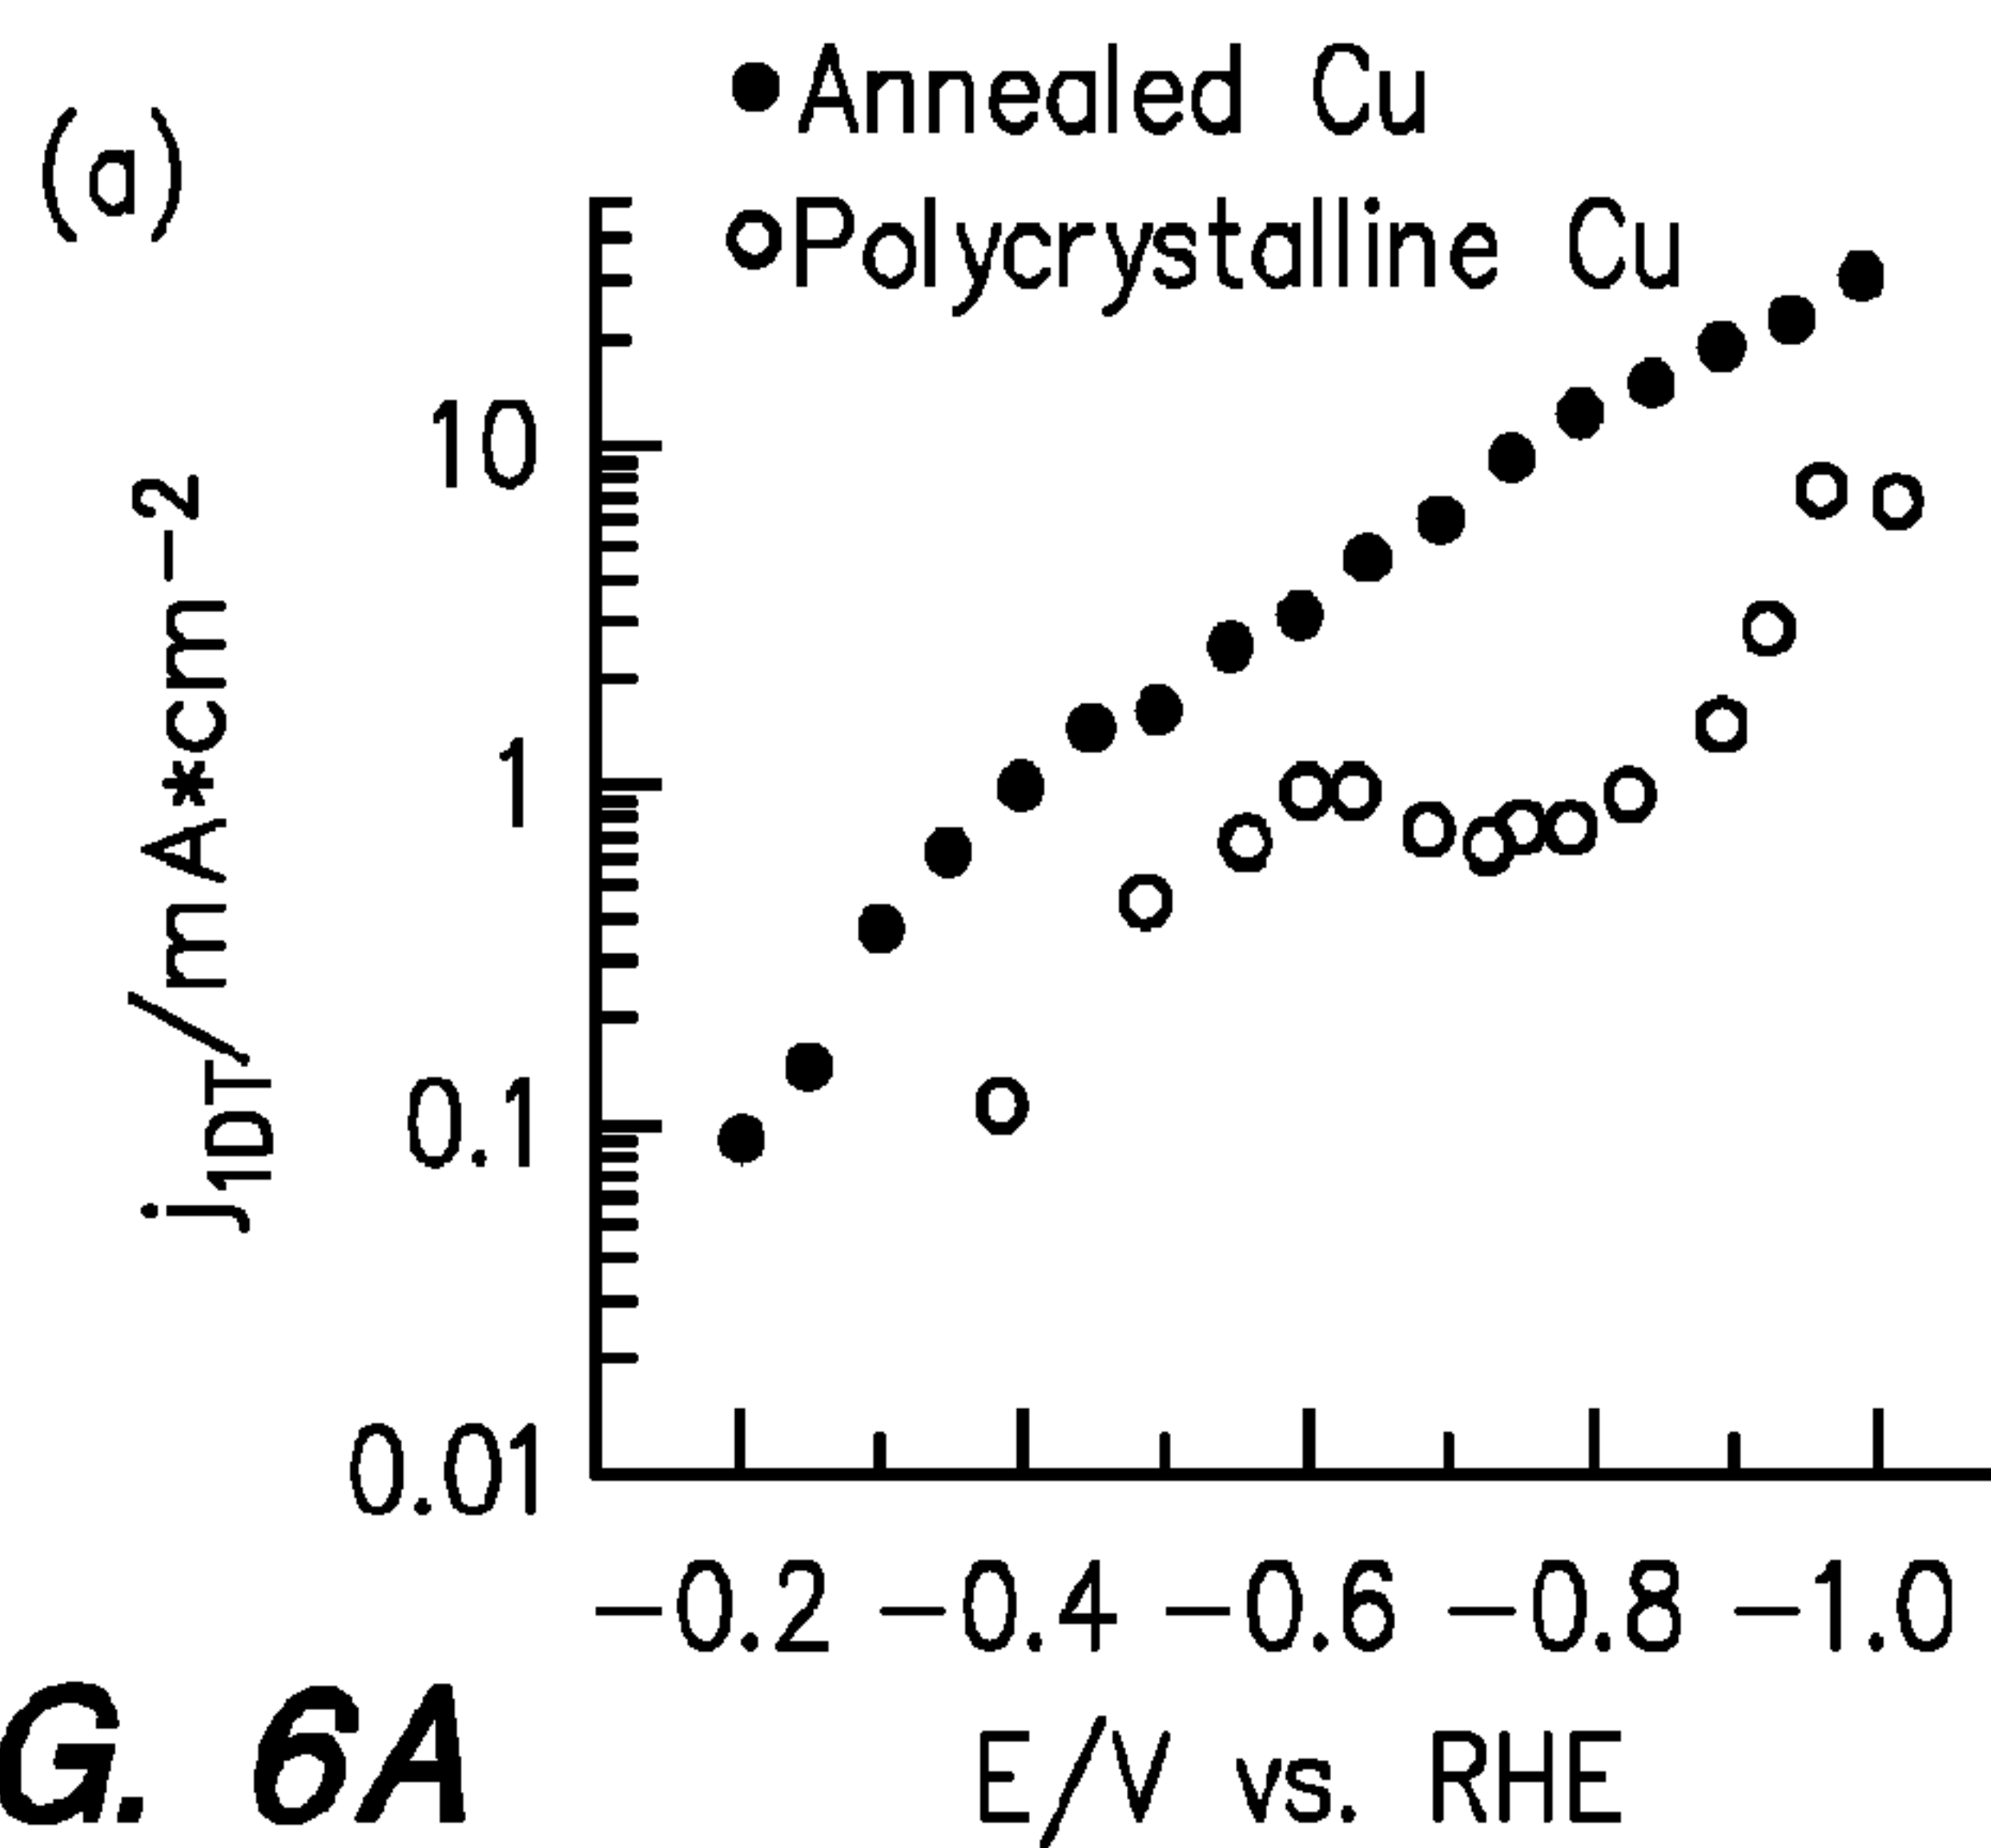 (a)
Annealed Cu
Polycrystalline Cu
j1DT/mA*cm-2
10
1
0.1
0.01
-0.2 -0.4 -0.6 -0.8 -1.0
E/V vs. RHE
G. 6A